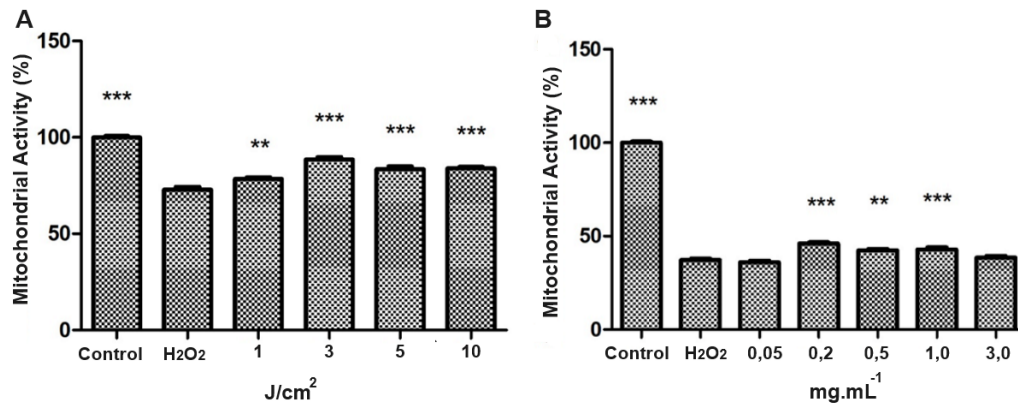 A
Mitochondrial Activity (%)
150
100
50
0
***
**
***
***
***
Control H2O2 1 3 5 10
J/cm²
B
Mitochondrial Activity (%)
150
100
50
0
***
***
**
***
Control H2O2 0,05 0,2 0,5 1,0 3,0
mg.mL⁻¹